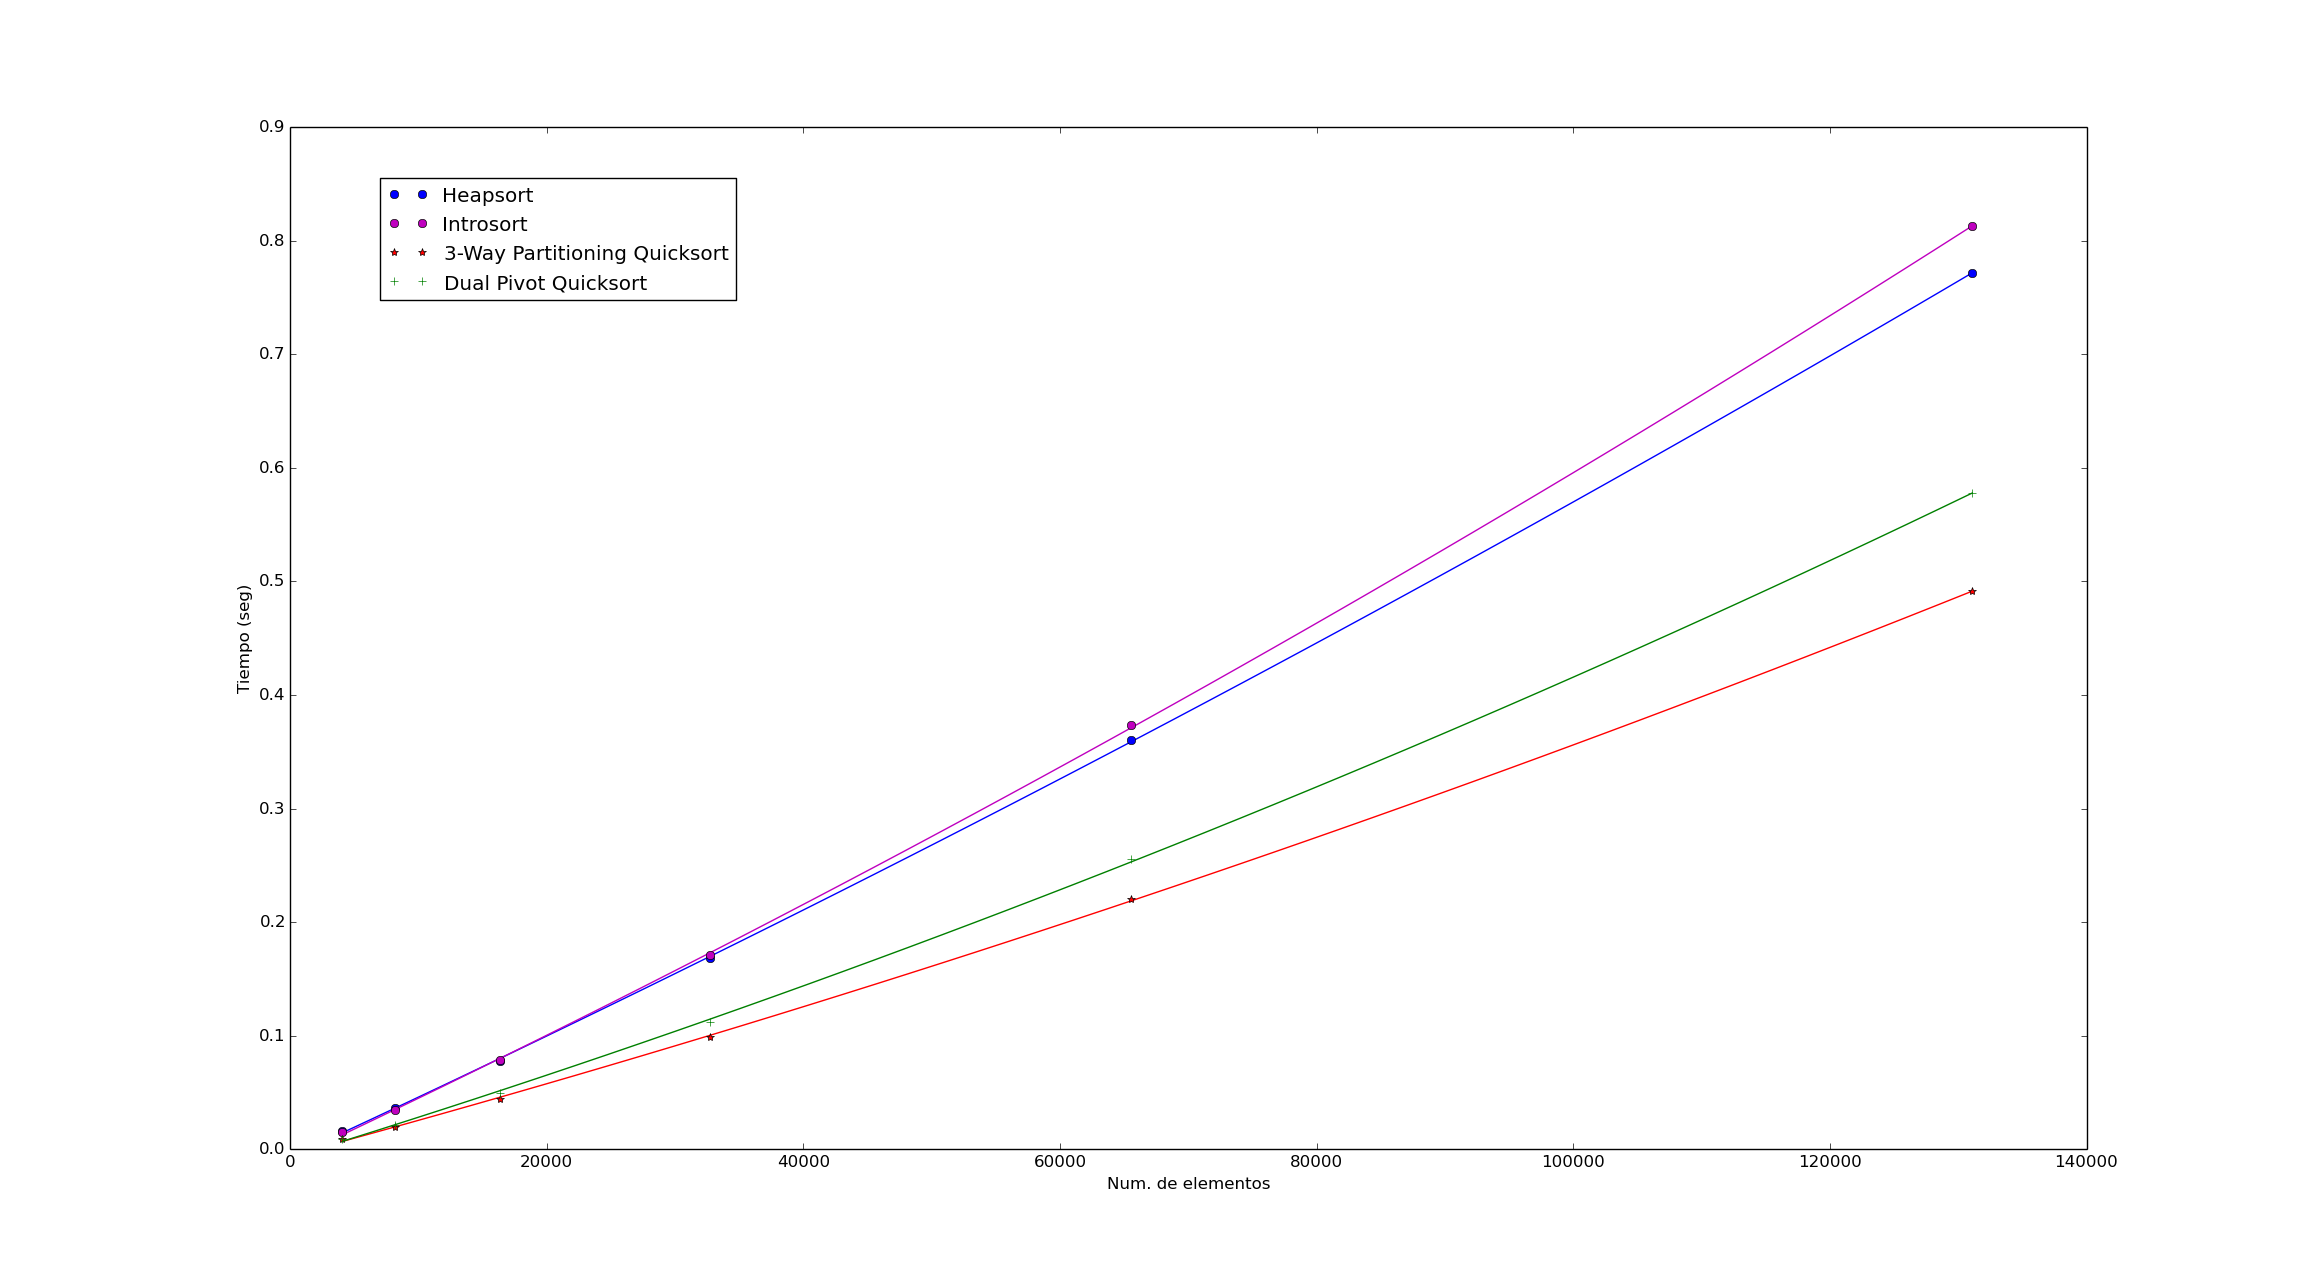 0.9
Heapsort
Introsort
3-Way Partitioning Quicksort
Dual Pivot Quicksort
0.8
0.7
0.6
0.5
Tiempo (seg)
0.4
0.3
0.2
0.1
0.0
0 20000 40000 60000 80000 100000 120000 140000
Num. de elementos